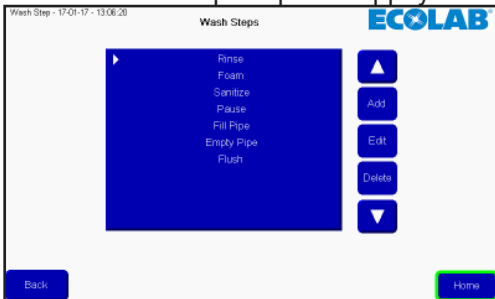 Wash Step - 17-01-17 - 13:06:28
Wash Steps
ECOLAB
Rinse
Foam
Sanitize
Pause
Fill Pipe
Empty Pipe
Flush
Add
Edit
Delete
Back
Home